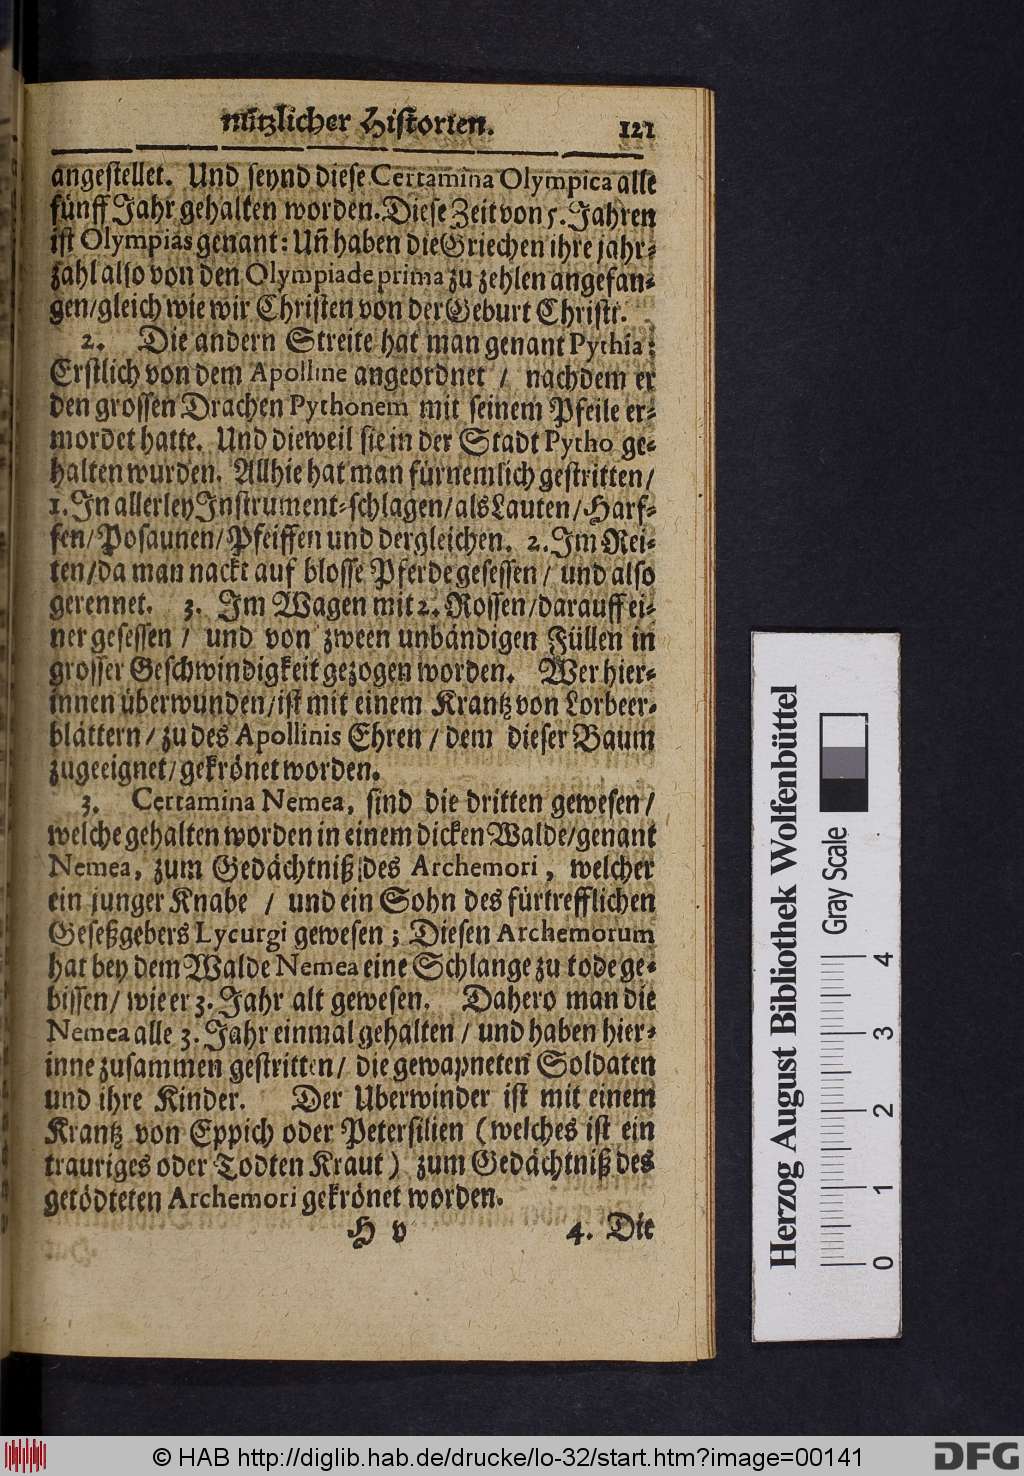 nützlicher Historien. 121
angestellet. Und seynd diese Certamina Olympica alle
fünff Jahr gehalten worden. Diese Zeit von 5. Jahren
ist Olympias genant: Uñ haben die Griechen ihre jahr-
zahl also von den Olympiade prima zu zehlen angefan-
gen/gleich wie wir Christen von der Geburt Christi.
2. Die andern Streite hat man genant Pythia:
Erstlich von dem Apolline angeordnet / nachdem er
den grossen Drachen Pythonem mit seinem Pfeile er-
mordet hatte. Und dieweil sie in der Stadt Pytho ge-
halten wurden. Allhie hat man fürnemlich gestritten/
1. In allerley Instrument-schlagen/als Lauten/Harf-
fen/Posaunen/Pfeiffen und dergleichen. 2. Im Rei-
ten/da man nackt auf blosse Pferde gesessen / und also
gerennet. 3. Im Wagen mit 2. Rossen/darauff ei-
ner gesessen / und von zween unbändigen Füllen in
grosser Geschwindigkeit gezogen worden. Wer hier-
innen überwunden/ist mit einem Krantz von Lorbeer-
blättern/zu des Apollinis Ehren / dem dieser Baum
zugeeignet/gekrönet worden.
3. Certamina Nemea, sind die dritten gewesen/
welche gehalten worden in einem dicken Walde/genant
Nemea, zum Gedächtniß des Archemori, welcher
ein junger Knabe / und ein Sohn des fürtrefflichen
Geseßgebers Lycurgi gewesen; Diesen Archemorum
hat bey dem Walde Nemea eine Schlange zu tode ge-
bissen/ wie er 3. Jahr alt gewesen. Dahero man die
Nemea alle 3. Jahr einmal gehalten / und haben hier-
inne zusammen gestritten/ die gewapneten Soldaten
und ihre Kinder. Der Uberwinder ist mit einem
Krantz von Eppich oder Petersilien (welches ist ein
trauriges oder Todten Kraut) zum Gedächtniß des
getödteten Archemori gekrönet worden.
H v 4. Die
Herzog August Bibliothek Wolfenbüttel
Gray Scale
0 1 2 3 4
© HAB http://diglib.hab.de/drucke/lo-32/start.htm?image=00141
DFG